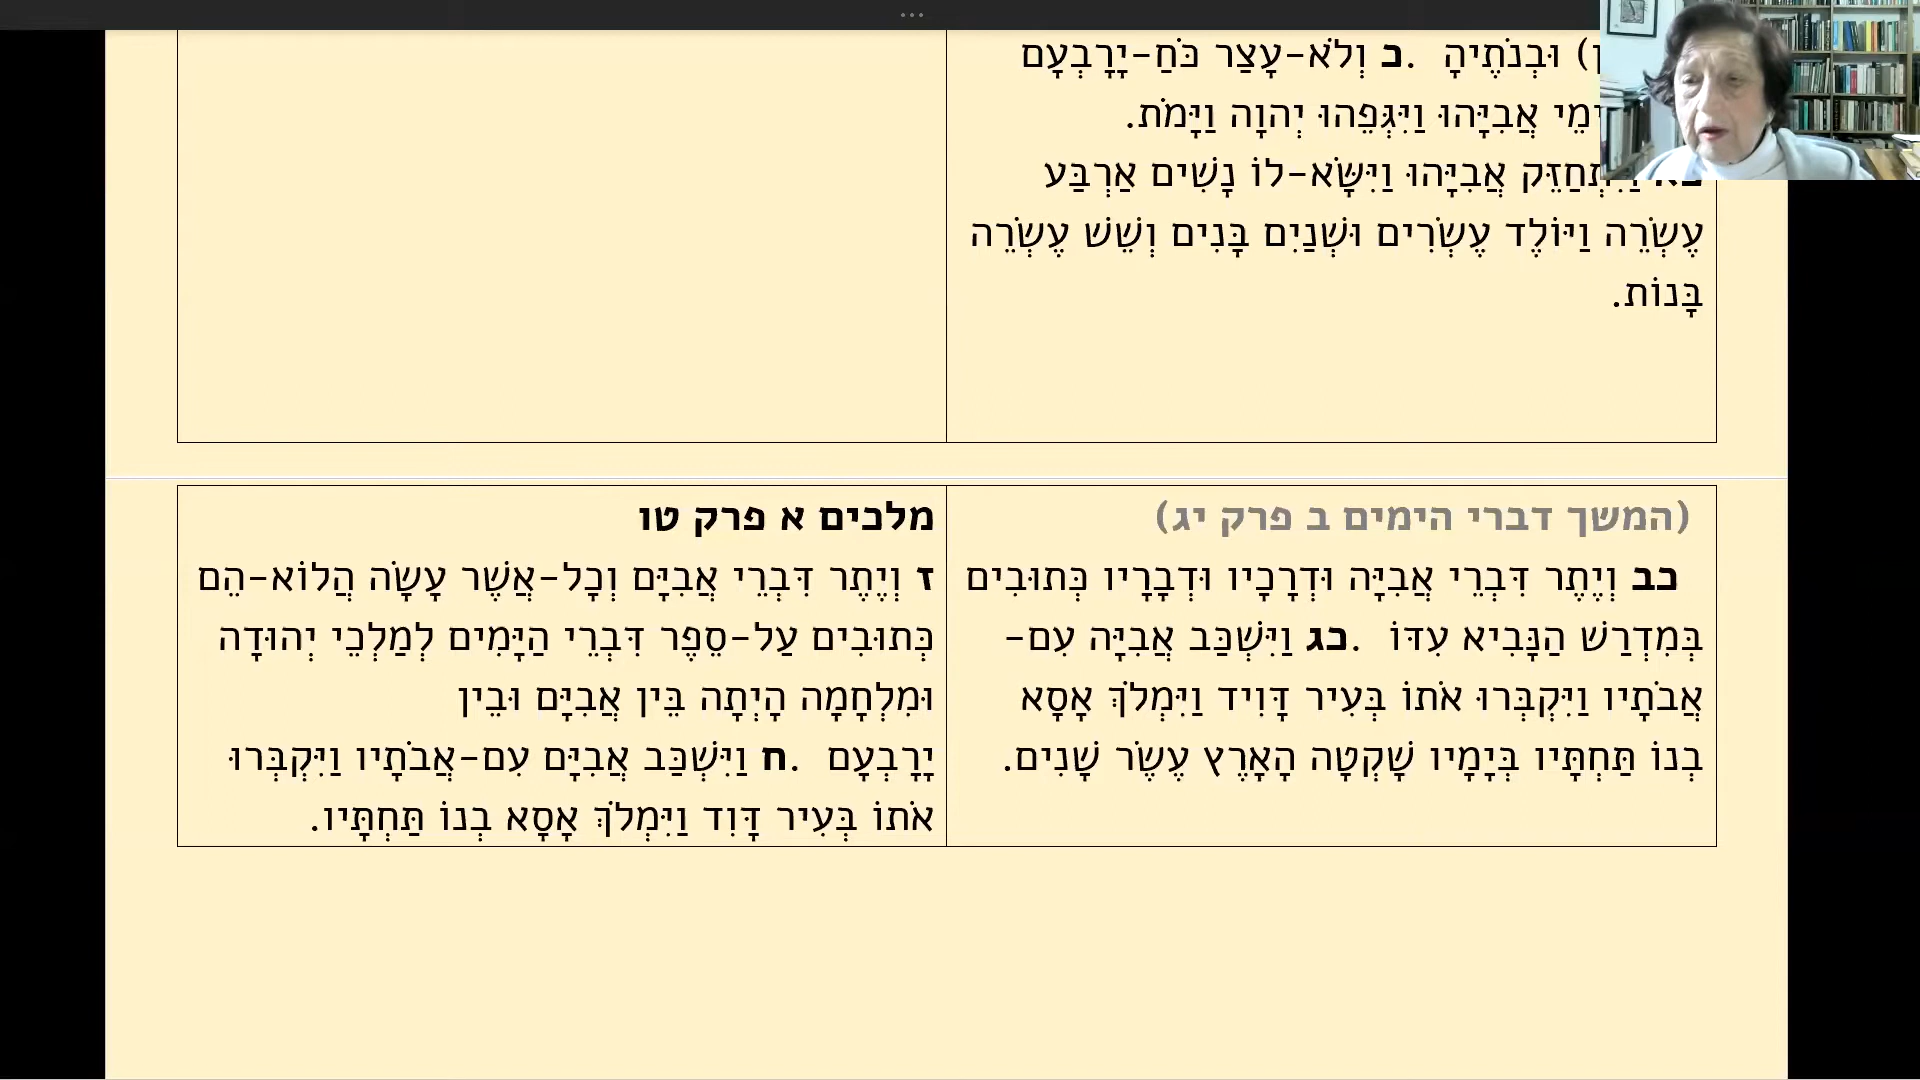 וּבְנֹתֶיהָ .כ וְלֹא-עָצַר כֹּחַ-יָרָבְעָם
אֲבִיָּהוּ וַיִּגְּפֵהוּ יְהוָה וַיָּמֹת.
אֲבִיָּהוּ וַיִּשָּׂא-לוֹ נָשִׁים אַרְבַּע
עֶשְׂרֵה וַיּוֹלֶד עֶשְׂרִים וּשְׁנַיִם בָּנִים וְשֵׁשׁ עֶשְׂרֵה
בָּנוֹת.
(המשך דברי הימים ב פרק יג)
כב וְיֶתֶר דִּבְרֵי אֲבִיָּה וּדְרָכָיו וּדְבָרָיו כְּתוּבִים
בְּמִדְרַשׁ הַנָּבִיא עִדּוֹ .כג וַיִּשְׁכַּב אֲבִיָּה עִם-
אֲבֹתָיו וַיִּקְבְּרוּ אֹתוֹ בְּעִיר דָּוִיד וַיִּמְלֹךְ אָסָא
בְנוֹ תַּחְתָּיו בְּיָמָיו שָׁקְטָה הָאָרֶץ עֶשֶׂר שָׁנִים.
מלכים א פרק טו
ז וְיֶתֶר דִּבְרֵי אֲבִיָּם וְכָל-אֲשֶׁר עָשָׂה הֲלוֹא-הֵם
כְּתוּבִים עַל-סֵפֶר דִּבְרֵי הַיָּמִים לְמַלְכֵי יְהוּדָה
וּמִלְחָמָה הָיְתָה בֵּין אֲבִיָּם וּבֵין
יָרָבְעָם .ח וַיִּשְׁכַּב אֲבִיָּם עִם-אֲבֹתָיו וַיִּקְבְּרוּ
אֹתוֹ בְּעִיר דָּוִד וַיִּמְלֹךְ אָסָא בְנוֹ תַּחְתָּיו.